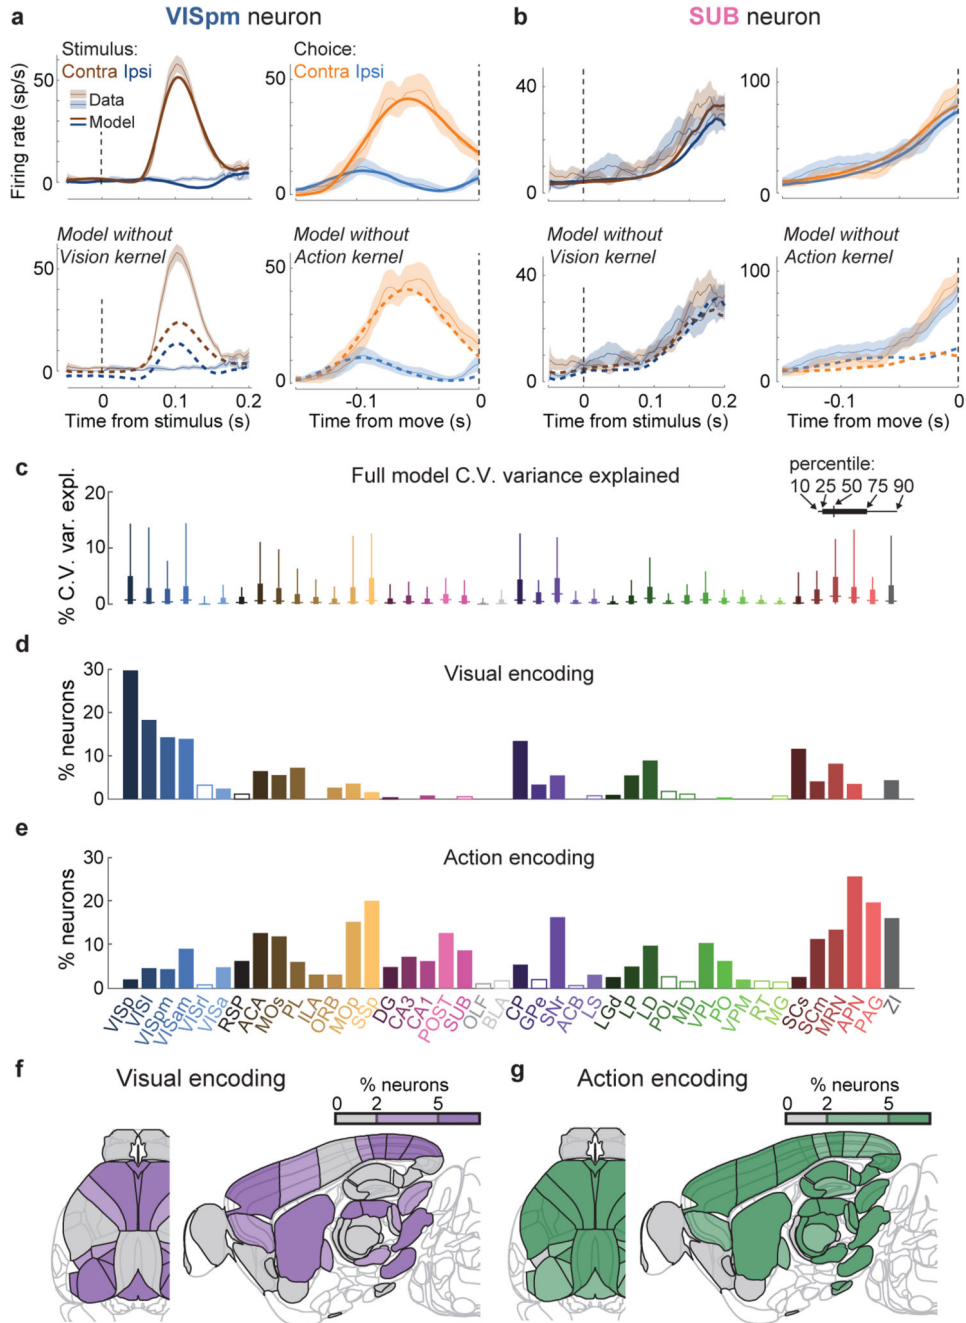 a VISpm neuron
b SUB neuron
Stimulus:
Contra Ipsi
Data
Model
Choice:
Contra Ipsi
Firing rate (sp/s)
50
0
50
0
40
0
100
0
Model without
Vision kernel
Model without
Action kernel
Model without
Vision kernel
Model without
Action kernel
50
0
50
0
40
0
100
0
0 0.1 0.2
-0.1 0
0 0.1 0.2
-0.1 0
Time from stimulus (s)
Time from move (s)
Time from stimulus (s)
Time from move (s)
c Full model C.V. variance explained
percentile:
10 25 50 75 90
% C.V. var. expl.
20
10
0
d Visual encoding
% neurons
30
20
10
0
e Action encoding
% neurons
30
20
10
0
VISp
VISl
VISpm
VISam
VISrl
VISa
RSP
ACA
MOs
PL
ILA
ORB
MOp
SSp
DG
CA3
CA1
POST
SUB
OLF
BLA
CP
GPe
SNr
ACB
LS
LGd
LP
LD
POL
MD
VPL
PO
VPM
RT
MG
SCs
SCm
MRN
APN
PAG
ZI
f Visual encoding
% neurons
0 2 5
g Action encoding
% neurons
0 2 5